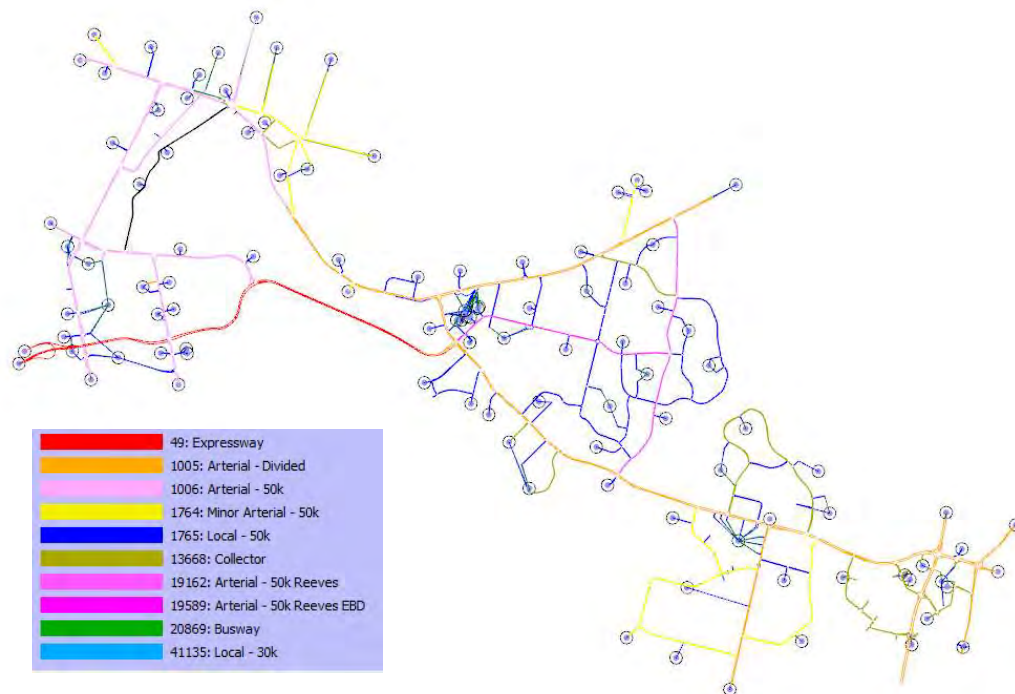 49: Expressway
1005: Arterial - Divided
1006: Arterial - 50k
1764: Minor Arterial - 50k
1765: Local - 50k
13668: Collector
19162: Arterial - 50k Reeves
19589: Arterial - 50k Reeves EBD
20869: Busway
41135: Local - 30k